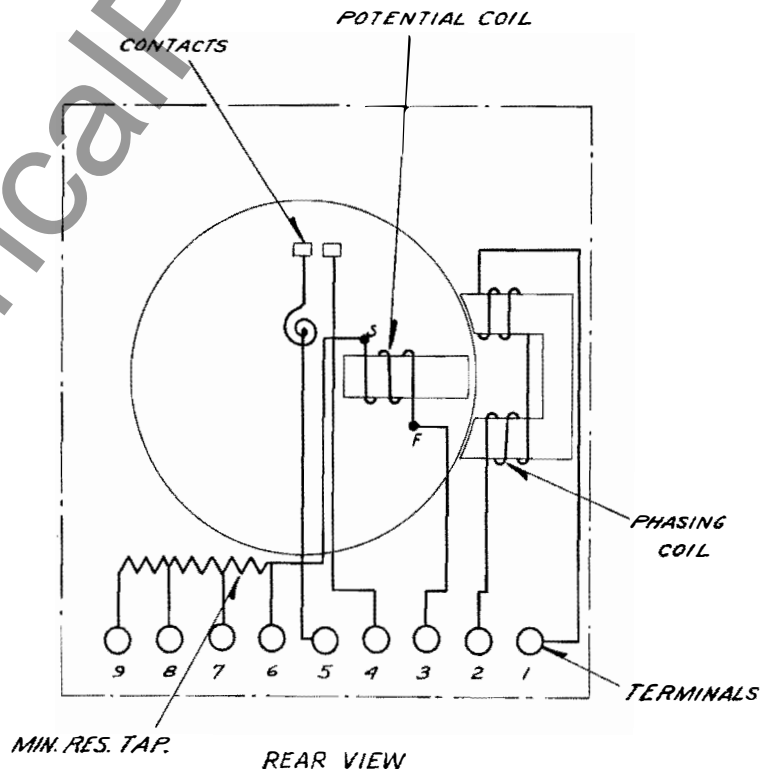 POTENTIAL COIL
CONTACTS
S
F
PHASING
COIL
9 8 7 6 5 4 3 2 1
TERMINALS
MIN. RES. TAP.
REAR VIEW